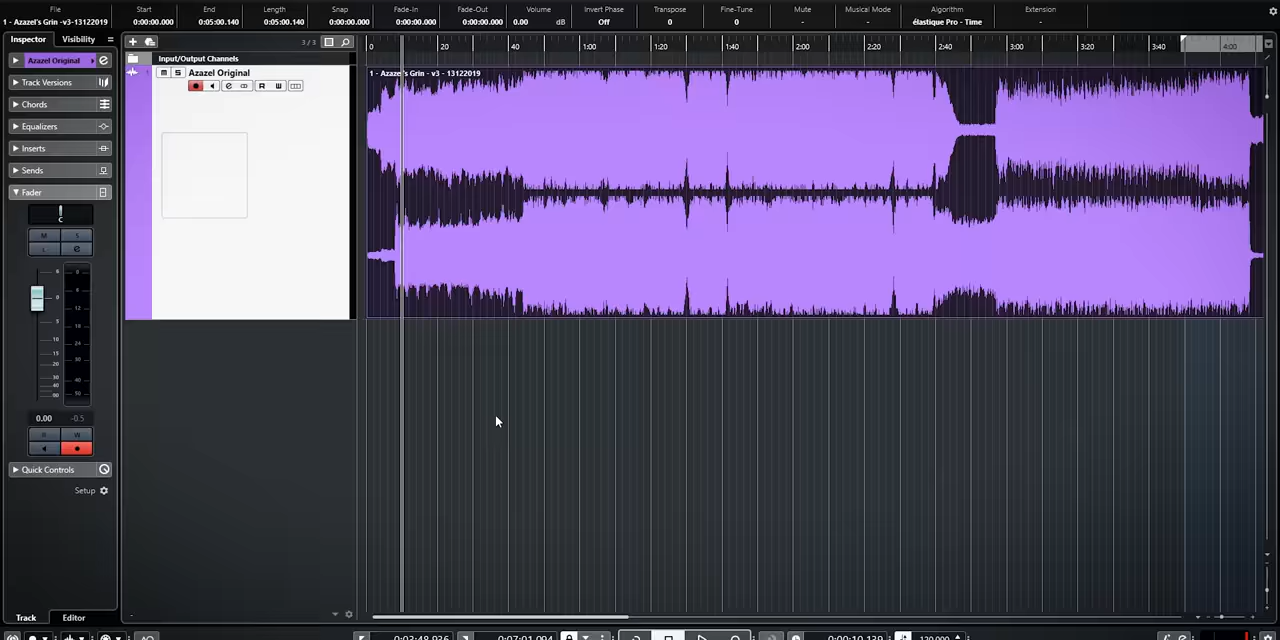 File Start End Length Snap Fade-In Fade-Out Volume Invert Phase Transpose Fine-Tune Mute Musical Mode Algorithm Extension
1 - Azazel's Grin -v3-13122019 0:00:00.000 0:05:00.140 0:05:00.140 0:00:00.000 0:00:00.000 0:00:00.000 0.00 dB Off 0 0 - - élastique Pro - Time -
Inspector Visibility
3 / 3
0 20 40 1:00 1:20 1:40 2:00 2:20 2:40 3:00 3:20 3:40 4:00
Azazel Original
Input/Output Channels
1 M S Azazel Original
R W
1 - Azazel's Grin - v3 - 13122019
Track Versions
Chords
Equalizers
Inserts
Sends
Fader
C
M S
L e
6 0
0 6
5 12
18
10 24
15 30
20
30 40
40
00 50
0.00 -0.5
R W
Quick Controls
Setup
Track Editor
0:03:48.936 0:07:01.094 0:00:10.139 120.000